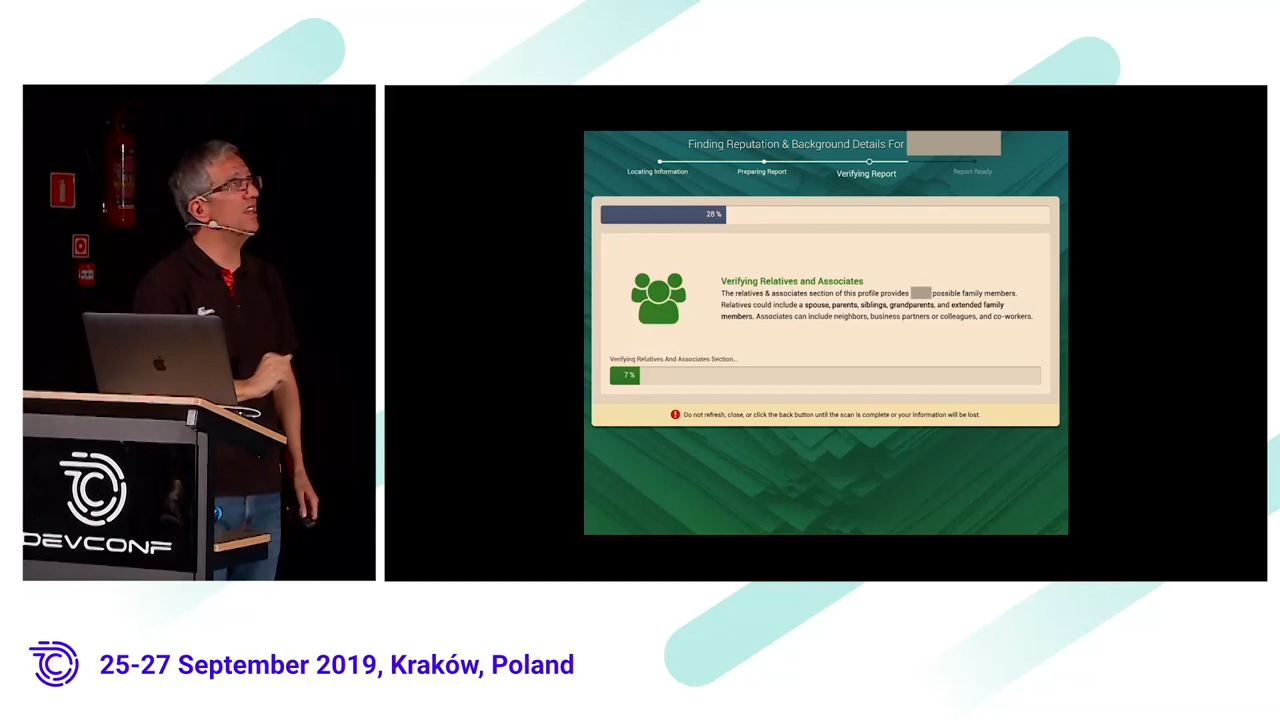 Finding Reputation & Background Details For
Locating Information
Preparing Report
Verifying Report
Report Ready
28 %
Verifying Relatives and Associates
The relatives & associates section of this profile provides possible family members.
Relatives could include a spouse, parents, siblings, grandparents, and extended family
members. Associates can include neighbors, business partners or colleagues, and co-workers.
Verifying Relatives And Associates Section...
7 %
Do not refresh, close, or click the back button until the scan is complete or your information will be lost.
DEVCONF
25-27 September 2019, Kraków, Poland